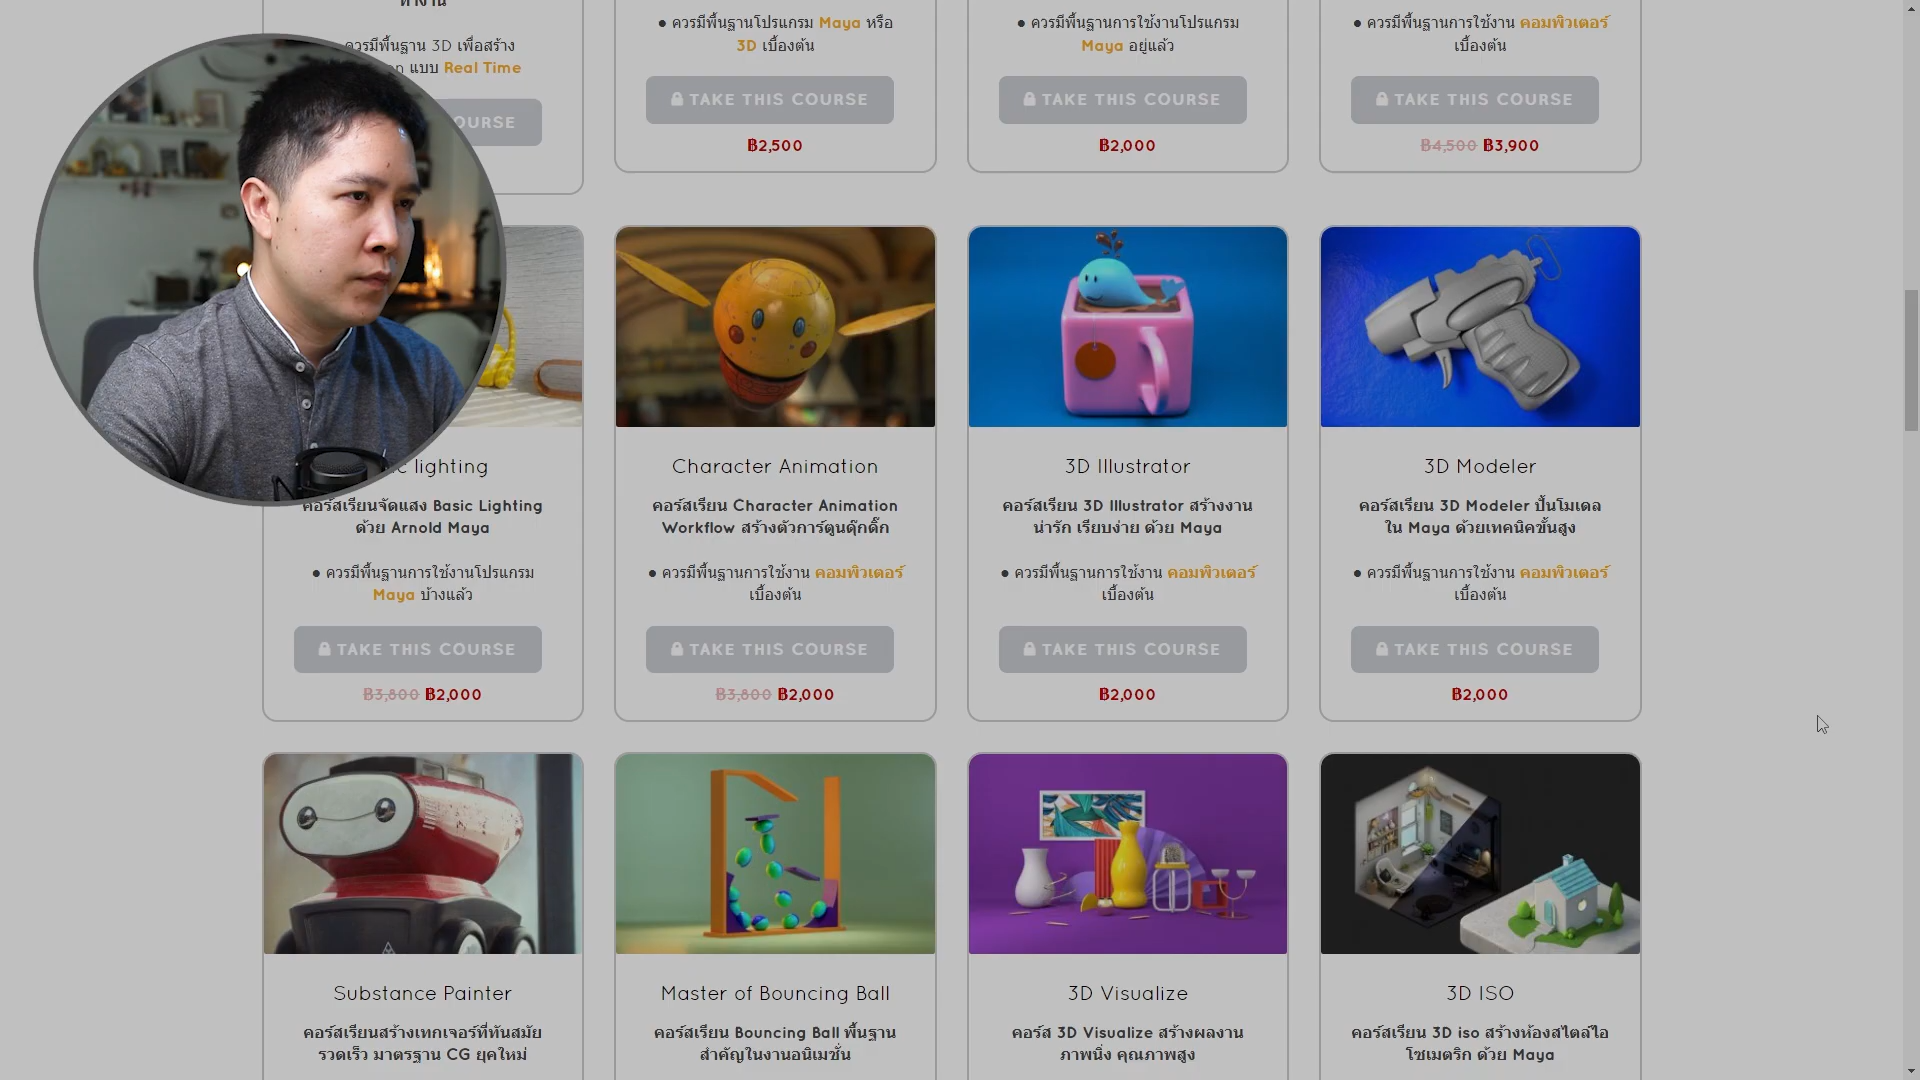 ทำงาน
ควรมีพื้นฐาน 3D เพื่อสร้าง
แบบ Real Time
OURSE
● ควรมีพื้นฐานโปรแกรม Maya หรือ
3D เบื้องต้น
TAKE THIS COURSE
฿2,500
● ควรมีพื้นฐานการใช้งานโปรแกรม
Maya อยู่แล้ว
TAKE THIS COURSE
฿2,000
● ควรมีพื้นฐานการใช้งาน คอมพิวเตอร์
เบื้องต้น
TAKE THIS COURSE
฿4,500 ฿3,900
c lighting
คอร์สเรียนจัดแสง Basic Lighting
ด้วย Arnold Maya
● ควรมีพื้นฐานการใช้งานโปรแกรม
Maya บ้างแล้ว
TAKE THIS COURSE
฿3,800 ฿2,000
Character Animation
คอร์สเรียน Character Animation
Workflow สร้างตัวการ์ตูนดุ๊กดิ๊ก
● ควรมีพื้นฐานการใช้งาน คอมพิวเตอร์
เบื้องต้น
TAKE THIS COURSE
฿3,800 ฿2,000
3D Illustrator
คอร์สเรียน 3D Illustrator สร้างงาน
น่ารัก เรียบง่าย ด้วย Maya
● ควรมีพื้นฐานการใช้งาน คอมพิวเตอร์
เบื้องต้น
TAKE THIS COURSE
฿2,000
3D Modeler
คอร์สเรียน 3D Modeler ปั้นโมเดล
ใน Maya ด้วยเทคนิคขั้นสูง
● ควรมีพื้นฐานการใช้งาน คอมพิวเตอร์
เบื้องต้น
TAKE THIS COURSE
฿2,000
Substance Painter
คอร์สเรียนสร้างเทกเจอร์ที่ทันสมัย
รวดเร็ว มาตรฐาน CG ยุคใหม่
Master of Bouncing Ball
คอร์สเรียน Bouncing Ball พื้นฐาน
สำคัญในงานอนิเมชั่น
3D Visualize
คอร์ส 3D Visualize สร้างผลงาน
ภาพนิ่ง คุณภาพสูง
3D ISO
คอร์สเรียน 3D iso สร้างห้องสไตล์ไอ
โซเมตริก ด้วย Maya